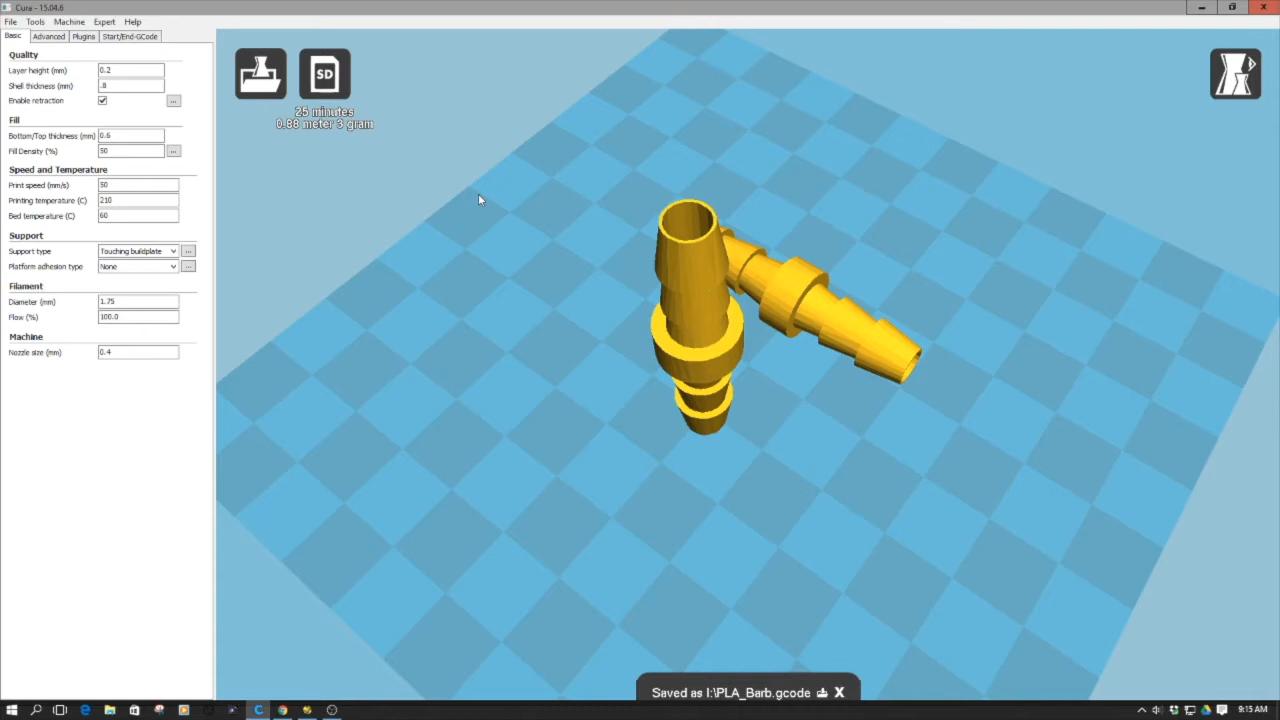 Cura - 15.04.6
File Tools Machine Expert Help
Basic Advanced Plugins Start/End-GCode
Quality
Layer height (mm) 0.2
Shell thickness (mm) .8
Enable retraction ...
Fill
Bottom/Top thickness (mm) 0.6
Fill Density (%) 50 ...
Speed and Temperature
Print speed (mm/s) 50
Printing temperature (C) 210
Bed temperature (C) 60
Support
Support type Touching buildplate ...
Platform adhesion type None ...
Filament
Diameter (mm) 1.75
Flow (%) 100.0
Machine
Nozzle size (mm) 0.4
SD
25 minutes
0.88 meter 3 gram
Saved as I:\PLA_Barb.gcode X
9:15 AM